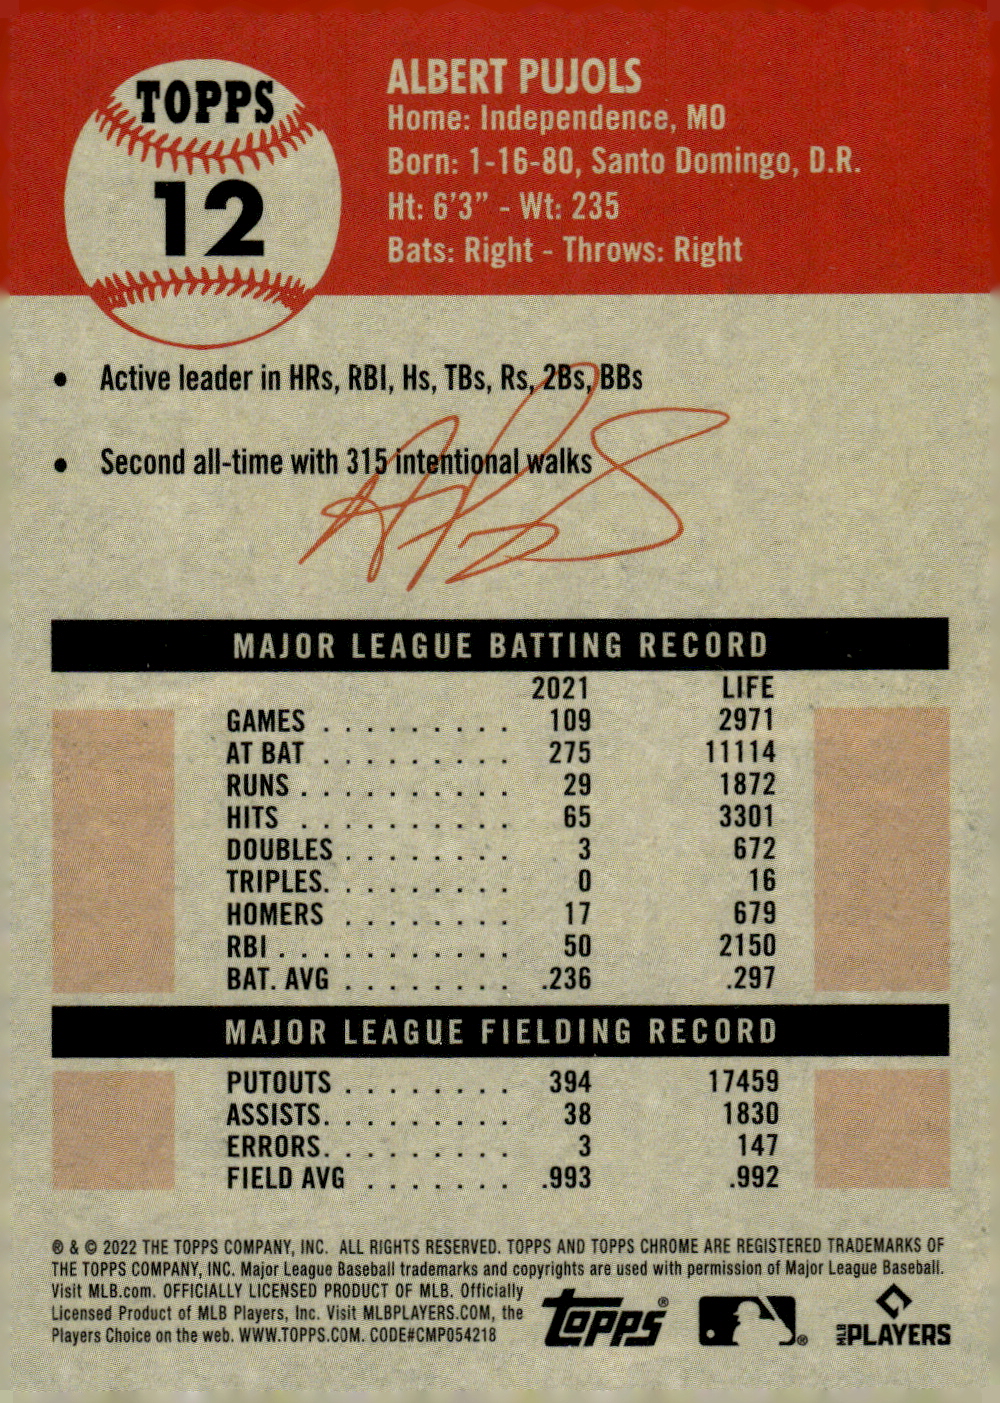 TOPPS
12
ALBERT PUJOLS
Home: Independence, MO
Born: 1-16-80, Santo Domingo, D.R.
Ht: 6'3” - Wt: 235
Bats: Right - Throws: Right
• Active leader in HRs, RBI, Hs, TBs, Rs, 2Bs, BBs
• Second all-time with 315 intentional walks
MAJOR LEAGUE BATTING RECORD
2021 LIFE
GAMES . . . . . . . . . 109 2971
AT BAT . . . . . . . . . 275 11114
RUNS . . . . . . . . . . 29 1872
HITS . . . . . . . . . . 65 3301
DOUBLES . . . . . . . . 3 672
TRIPLES. . . . . . . . . 0 16
HOMERS . . . . . . . . 17 679
RBI . . . . . . . . . . . 50 2150
BAT. AVG . . . . . . . . .236 .297
MAJOR LEAGUE FIELDING RECORD
PUTOUTS . . . . . . . . 394 17459
ASSISTS. . . . . . . . . 38 1830
ERRORS. . . . . . . . . 3 147
FIELD AVG . . . . . . . .993 .992
® & © 2022 THE TOPPS COMPANY, INC. ALL RIGHTS RESERVED. TOPPS AND TOPPS CHROME ARE REGISTERED TRADEMARKS OF
THE TOPPS COMPANY, INC. Major League Baseball trademarks and copyrights are used with permission of Major League Baseball.
Visit MLB.com. OFFICIALLY LICENSED PRODUCT OF MLB. Officially
Licensed Product of MLB Players, Inc. Visit MLBPLAYERS.COM, the
Players Choice on the web. WWW.TOPPS.COM. CODE#CMP054218
Topps® ® MLB PLAYERS